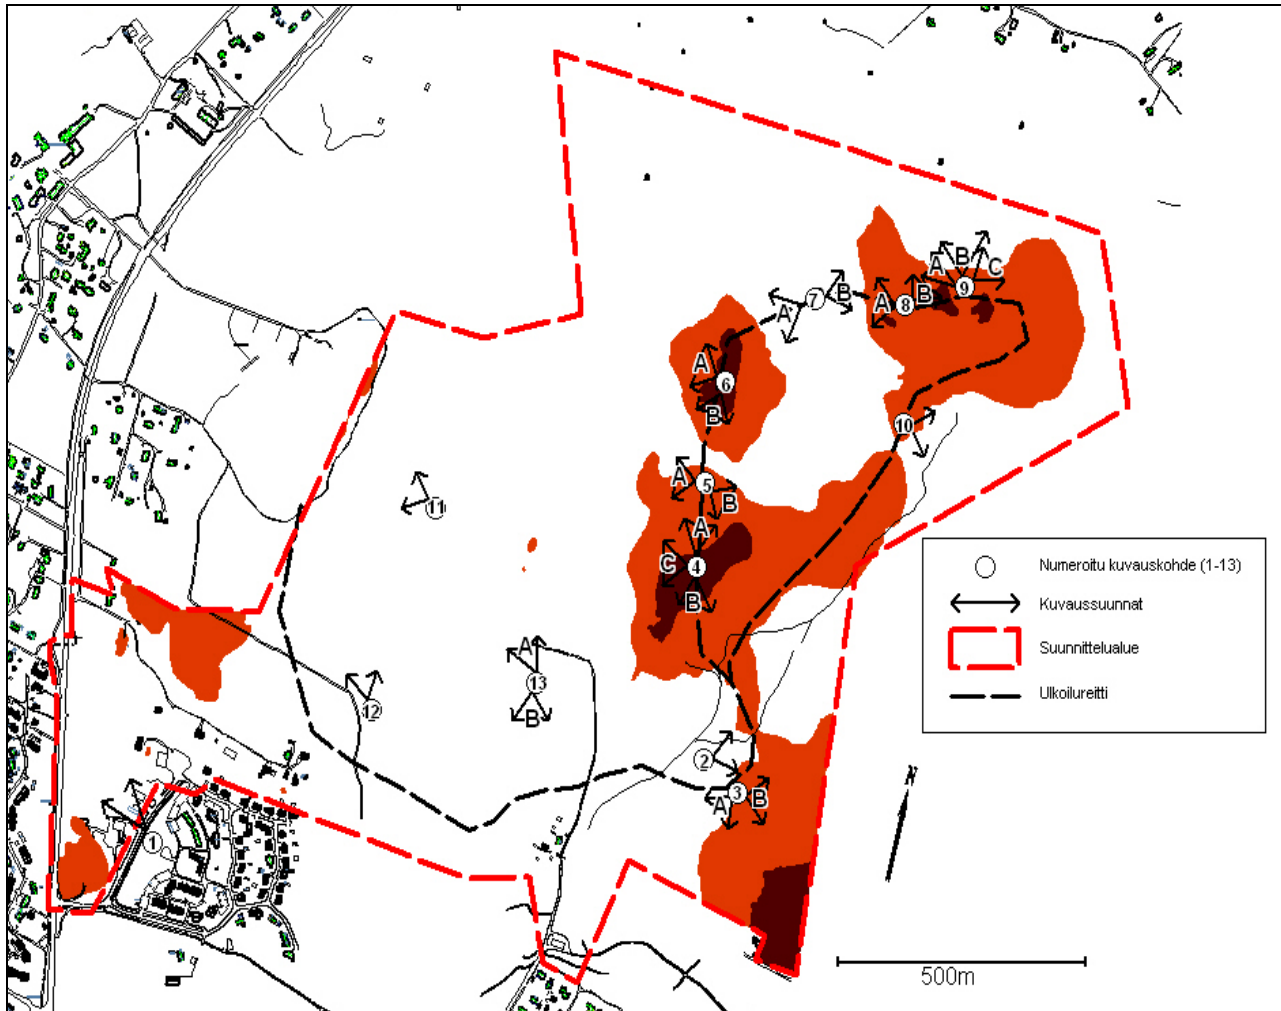 A
B
C
9
A
B
8
7
B
A
A
6
B
10
A
5
B
11
A
C
4
B
A
13
B
12
2
3
A
B
1
Numeroitu kuvauskohde (1-13)
Kuvaussuunnat
Suunnittelualue
Ulkoilureitti
N
500m